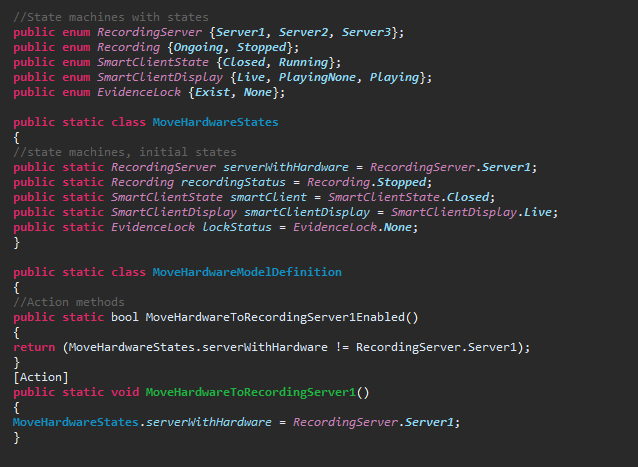 //State machines with states
public enum RecordingServer {Server1, Server2, Server3};
public enum Recording {Ongoing, Stopped};
public enum SmartClientState {Closed, Running};
public enum SmartClientDisplay {Live, PlayingNone, Playing};
public enum EvidenceLock {Exist, None};

public static class MoveHardwareStates
{
//state machines, initial states
public static RecordingServer serverWithHardware = RecordingServer.Server1;
public static Recording recordingStatus = Recording.Stopped;
public static SmartClientState smartClient = SmartClientState.Closed;
public static SmartClientDisplay smartClientDisplay = SmartClientDisplay.Live;
public static EvidenceLock lockStatus = EvidenceLock.None;
}

public static class MoveHardwareModelDefinition
{
//Action methods
public static bool MoveHardwareToRecordingServer1Enabled()
{
return (MoveHardwareStates.serverWithHardware != RecordingServer.Server1);
}
[Action]
public static void MoveHardwareToRecordingServer1()
{
MoveHardwareStates.serverWithHardware = RecordingServer.Server1;
}